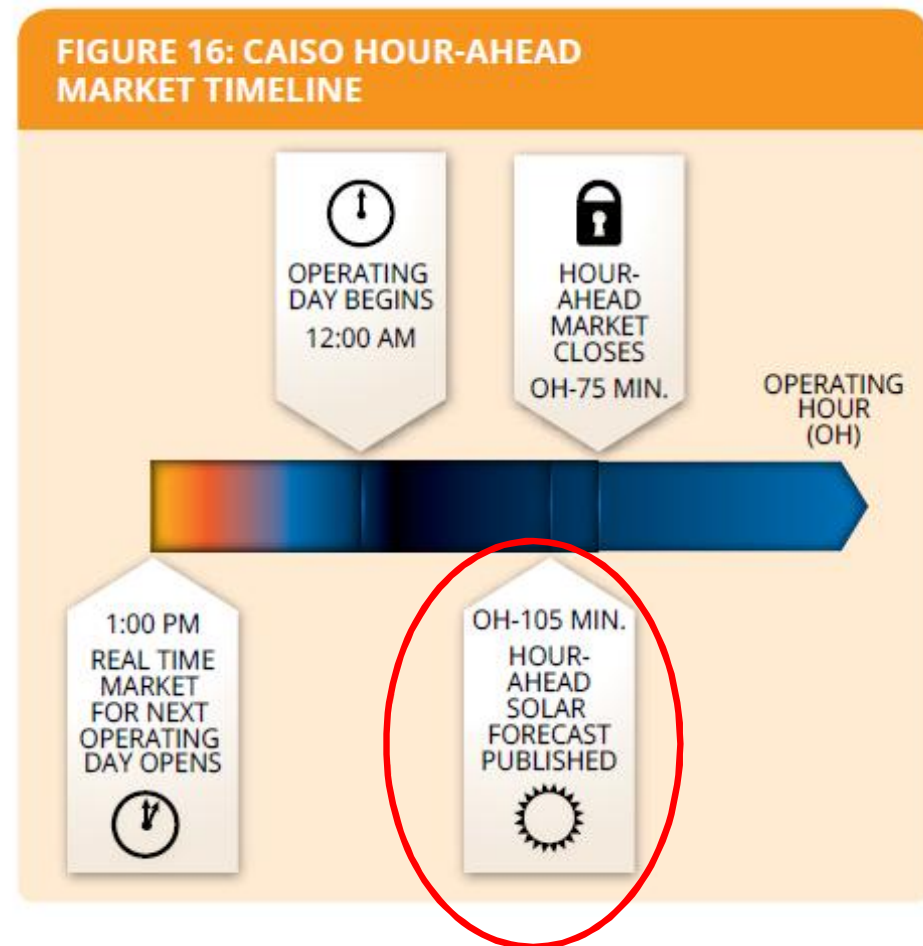 FIGURE 16: CAISO HOUR-AHEAD
MARKET TIMELINE
OPERATING
DAY BEGINS
12:00 AM
HOUR-
AHEAD
MARKET
CLOSES
OH-75 MIN.
OPERATING
HOUR
(OH)
1:00 PM
REAL TIME
MARKET
FOR NEXT
OPERATING
DAY OPENS
OH-105 MIN.
HOUR-
AHEAD
SOLAR
FORECAST
PUBLISHED